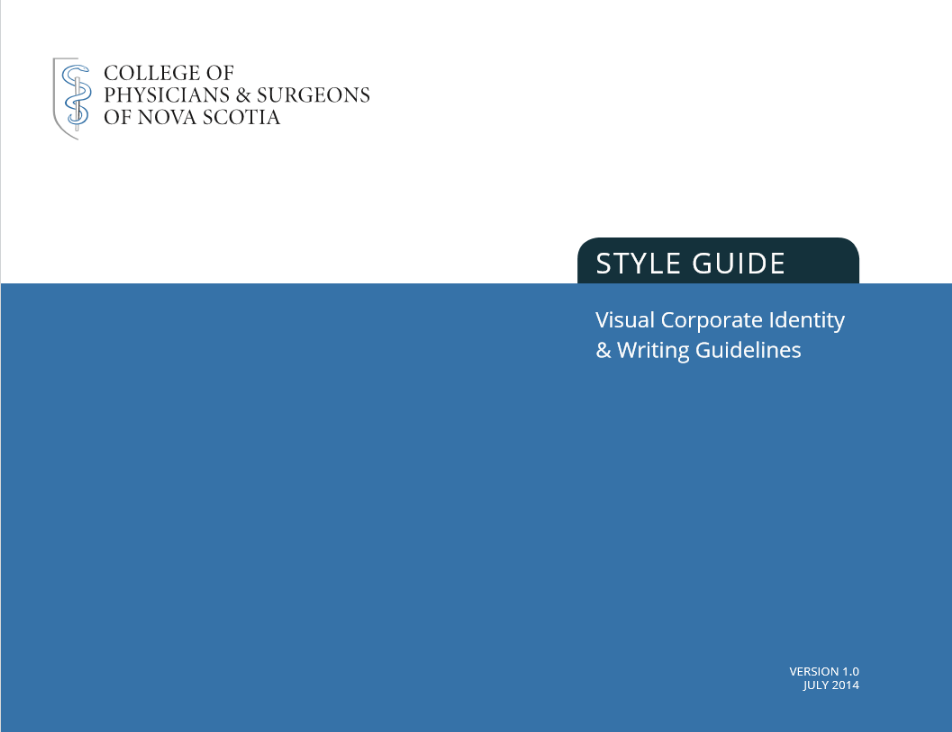 COLLEGE OF
PHYSICIANS & SURGEONS
OF NOVA SCOTIA
STYLE GUIDE
Visual Corporate Identity
& Writing Guidelines
VERSION 1.0
JULY 2014